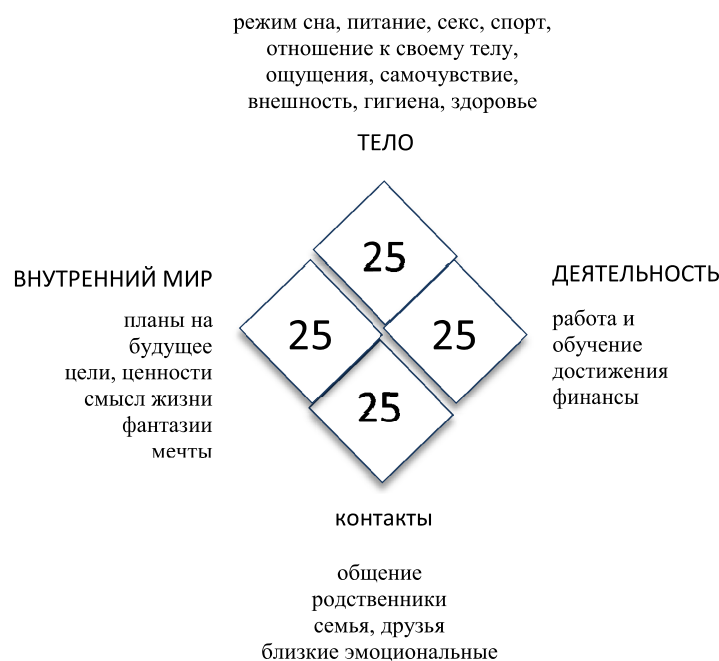 режим сна, питание, секс, спорт,
отношение к своему телу,
ощущения, самочувствие,
внешность, гигиена, здоровье
ТЕЛО
25
ВНУТРЕННИЙ МИР
планы на
будущее
цели, ценности
смысл жизни
фантазии
мечты
25
25
ДЕЯТЕЛЬНОСТЬ
работа и
обучение
достижения
финансы
25
контакты
общение
родственники
семья, друзья
близкие эмоциональные